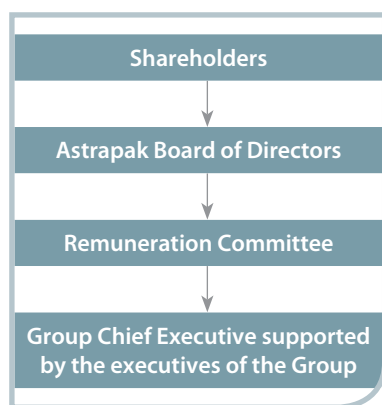 Shareholders
Astrapak Board of Directors
Remuneration Committee
Group Chief Executive supported
by the executives of the Group